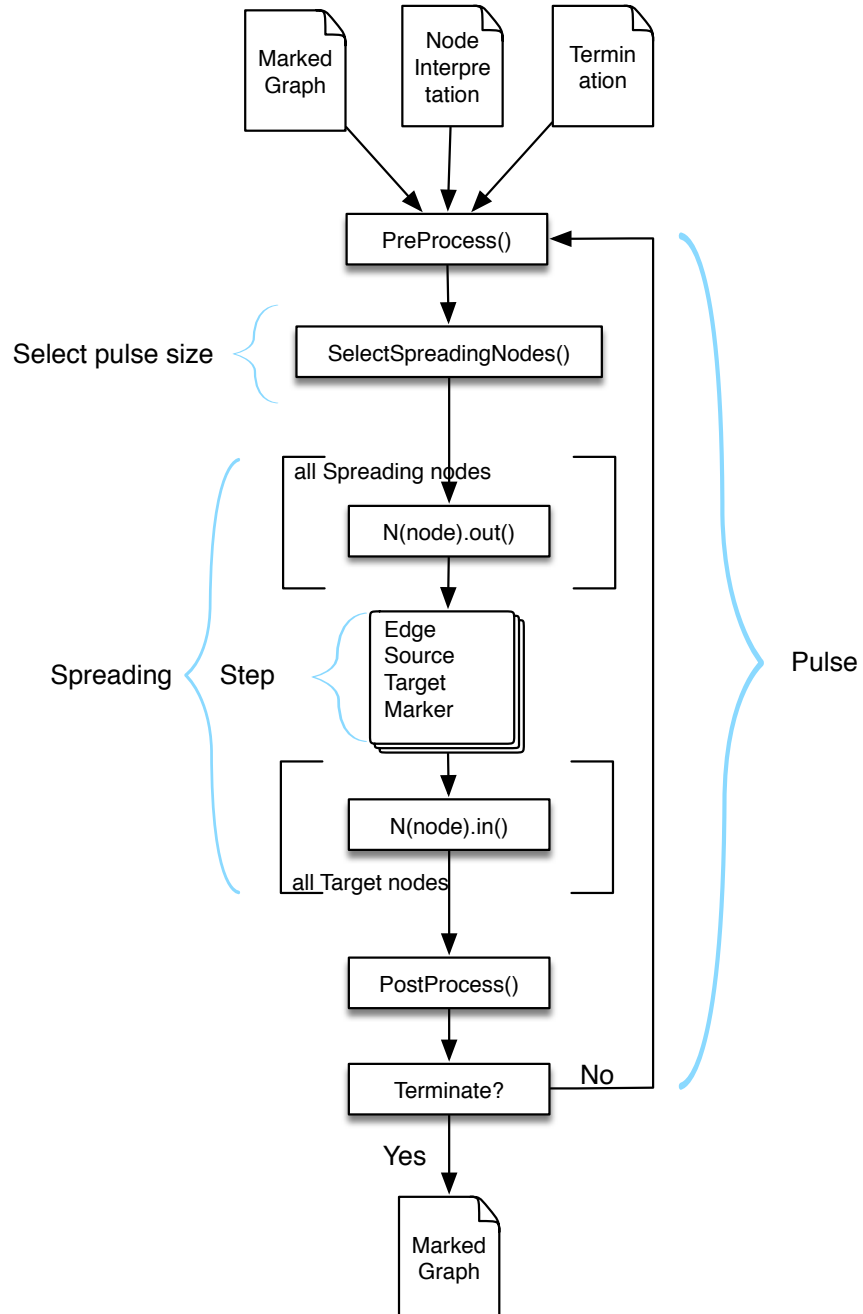 Marked
Graph
Node
Interpre
tation
Termin
ation
PreProcess()
Select pulse size
SelectSpreadingNodes()
all Spreading nodes
N(node).out()
Spreading
Step
Edge
Source
Target
Marker
Pulse
N(node).in()
all Target nodes
PostProcess()
Terminate?
No
Yes
Marked
Graph